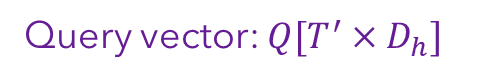 Query vector: Q[T′ × D_h]